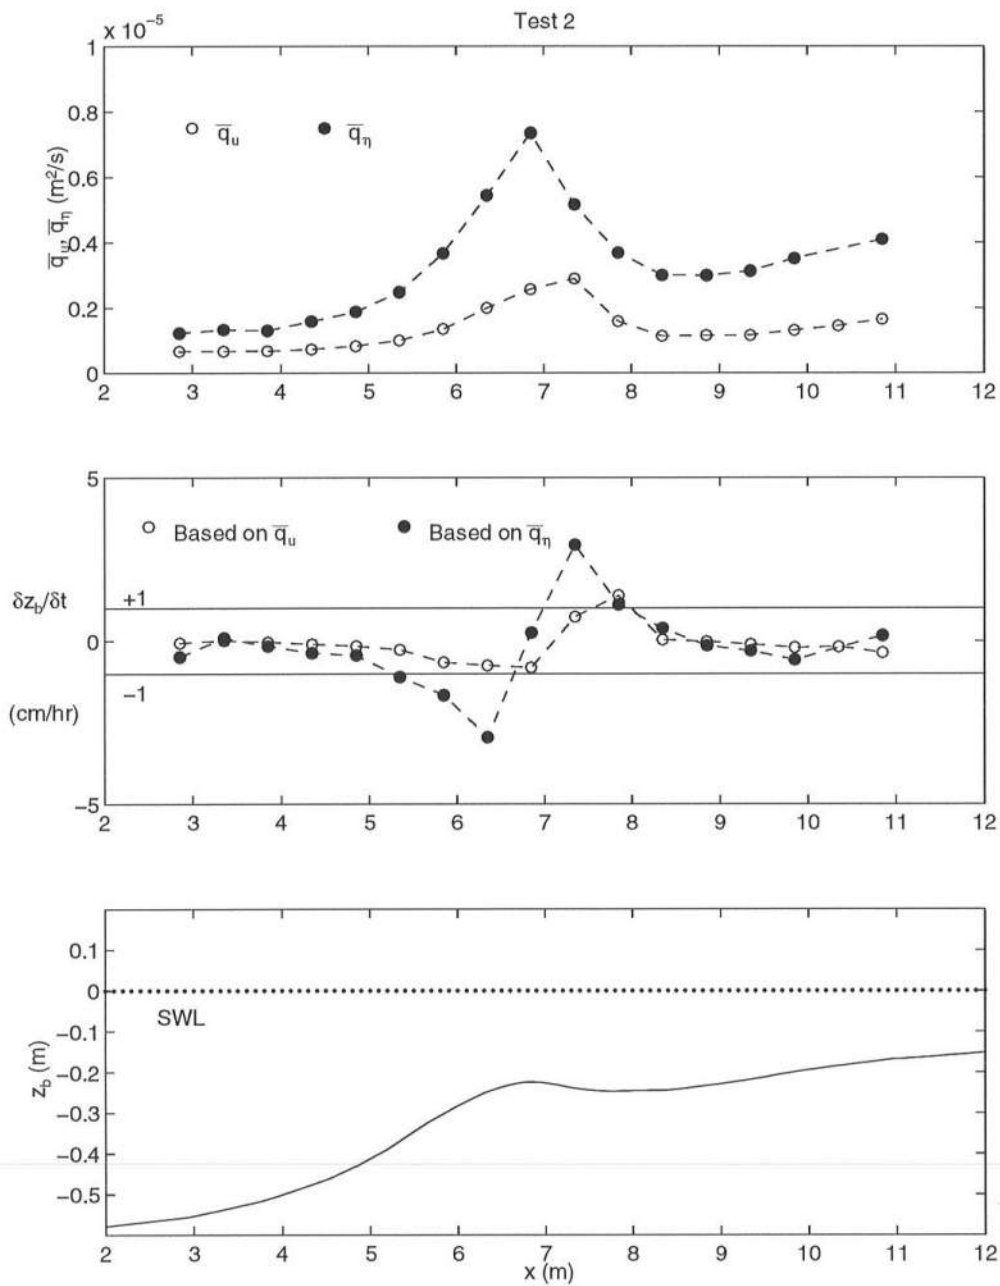 Test 2
x 10⁻⁵
1
0.8
0.6
0.4
0.2
0
q̅u, q̅η (m²/s)
q̅u q̅η
2 3 4 5 6 7 8 9 10 11 12
5
0
−5
Based on q̅u Based on q̅η
δzb/δt
+1
−1
(cm/hr)
2 3 4 5 6 7 8 9 10 11 12
0.1
0
−0.1
−0.2
−0.3
−0.4
−0.5
SWL
zb (m)
2 3 4 5 6 7 8 9 10 11 12
x (m)